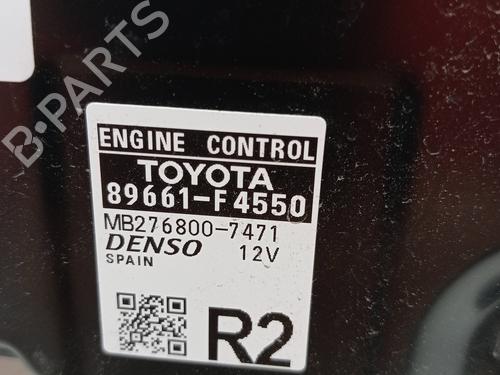 B-PARTS
ENGINE CONTROL
TOYOTA
89661-F4550
MB276800-7471
DENSO 12V
SPAIN
R2